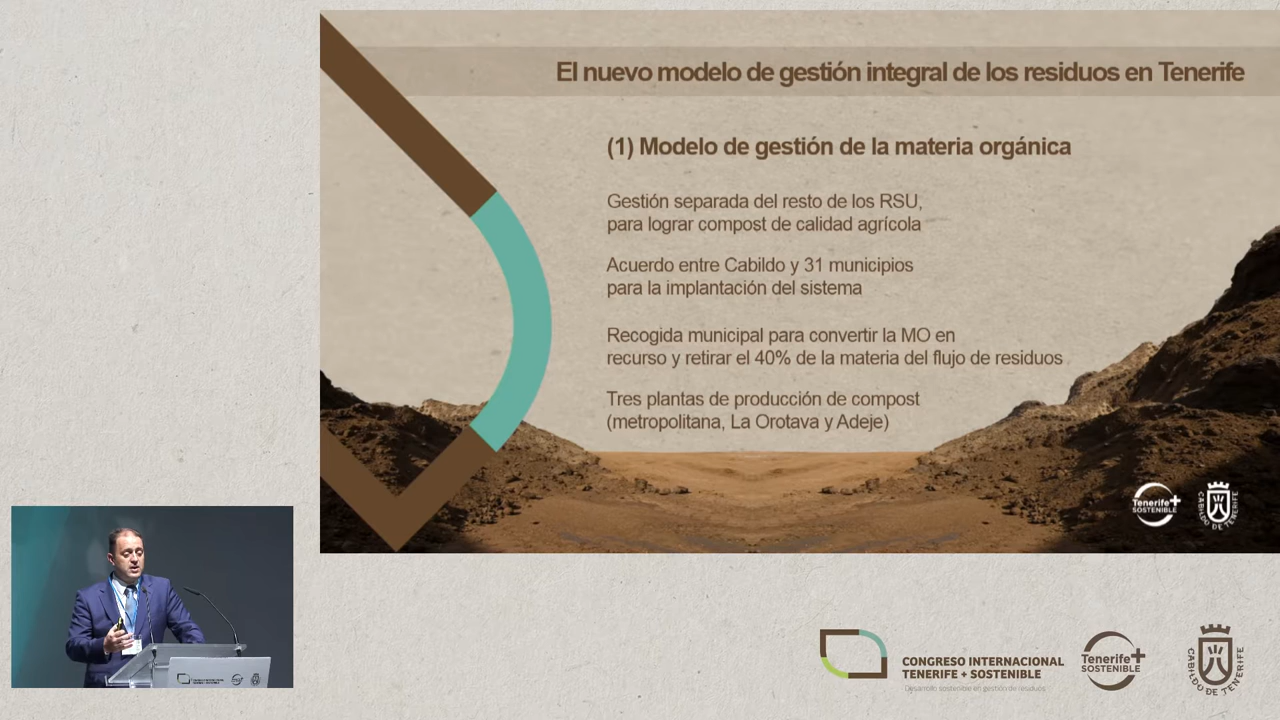 El nuevo modelo de gestión integral de los residuos en Tenerife
(1) Modelo de gestión de la materia orgánica
Gestión separada del resto de los RSU,
para lograr compost de calidad agrícola
Acuerdo entre Cabildo y 31 municipios
para la implantación del sistema
Recogida municipal para convertir la MO en
recurso y retirar el 40% de la materia del flujo de residuos
Tres plantas de producción de compost
(metropolitana, La Orotava y Adeje)
Tenerife+
SOSTENIBLE
CABILDO DE TENERIFE
CONGRESO INTERNACIONAL
TENERIFE + SOSTENIBLE
Desarrollo sostenible en gestión de residuos
Tenerife+
SOSTENIBLE
CABILDO DE TENERIFE